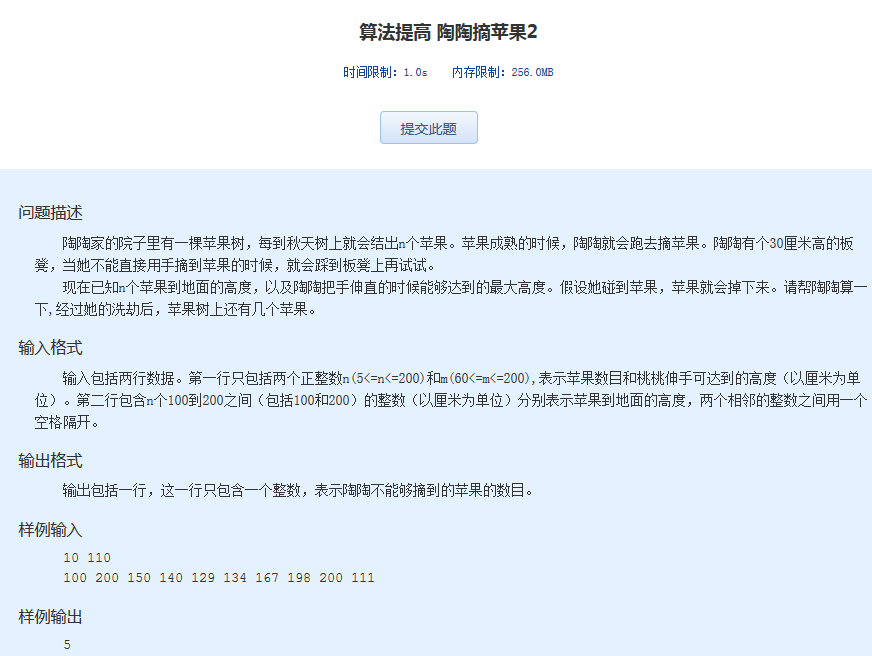 算法提高 陶陶摘苹果2
时间限制：1.0s 内存限制：256.0MB
提交此题
问题描述
陶陶家的院子里有一棵苹果树，每到秋天树上就会结出n个苹果。苹果成熟的时候，陶陶就会跑去摘苹果。陶陶有个30厘米高的板
凳，当她不能直接用手摘到苹果的时候，就会踩到板凳上再试试。
现在已知n个苹果到地面的高度，以及陶陶把手伸直的时候能够达到的最大高度。假设她碰到苹果，苹果就会掉下来。请帮陶陶算一
下,经过她的洗劫后，苹果树上还有几个苹果。
输入格式
输入包括两行数据。第一行只包括两个正整数n(5<=n<=200)和m(60<=m<=200),表示苹果数目和桃桃伸手可达到的高度（以厘米为单
位）。第二行包含n个100到200之间（包括100和200）的整数（以厘米为单位）分别表示苹果到地面的高度，两个相邻的整数之间用一个
空格隔开。
输出格式
输出包括一行，这一行只包含一个整数，表示陶陶不能够摘到的苹果的数目。
样例输入
10 110
100 200 150 140 129 134 167 198 200 111
样例输出
5